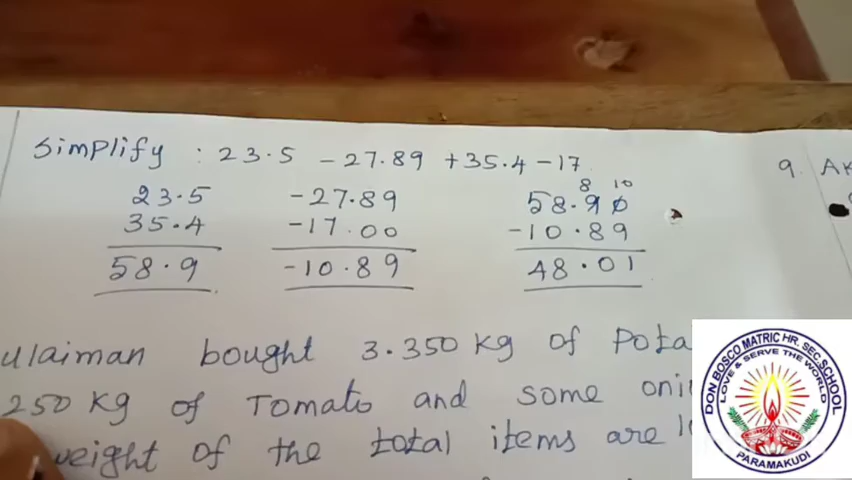 Simplify : 23.5 - 27.89 + 35.4 - 17
23.5
35.4
58.9
-27.89
-17.00
-10.89
8 10
58.90
-10.89
48.01
9. AK
ulaiman bought 3.350 kg of Pota
250 kg of Tomato and some oni
weight of the total items are
DON BOSCO MATRIC HR. SEC. SCHOOL
LOVE & SERVE THE WORLD
PARAMAKUDI